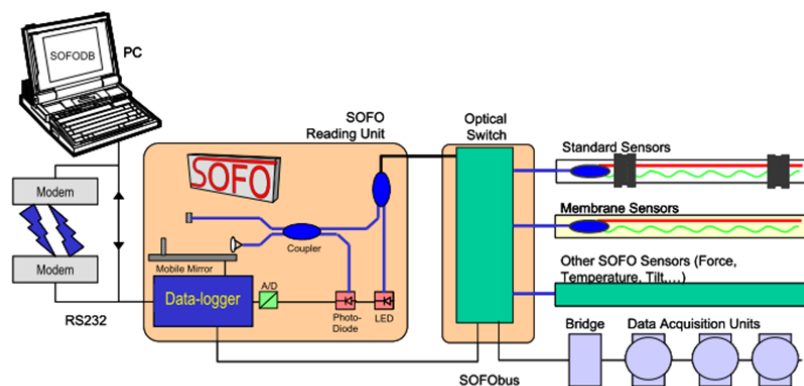 SOFODB
PC
Modem
Modem
RS232
SOFO
Reading Unit
SOFO
Coupler
Mobile Mirror
Data-logger
A/D
Photo-
Diode
LED
Optical
Switch
SOFObus
Standard Sensors
Membrane Sensors
Other SOFO Sensors (Force,
Temperature, Tilt,...)
Bridge
Data Acquisition Units